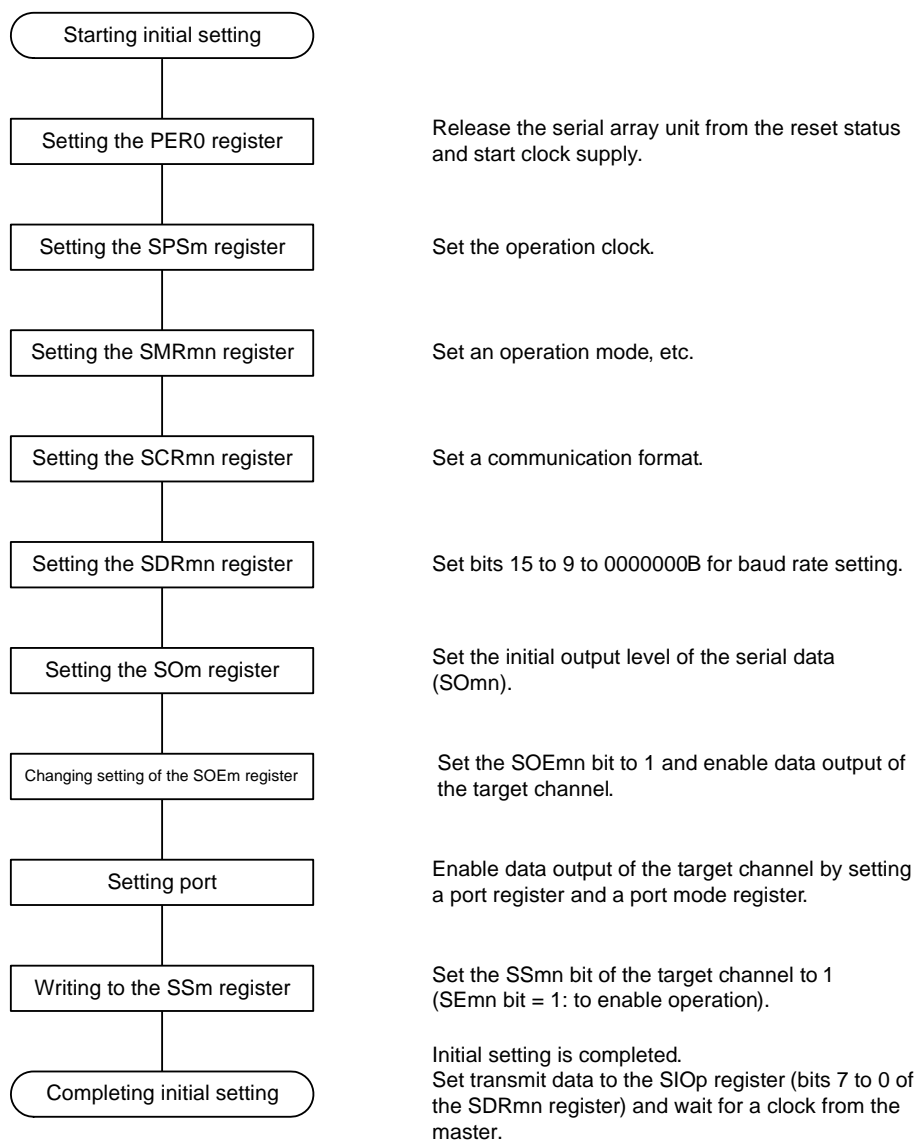 Starting initial setting
Setting the PER0 register
Release the serial array unit from the reset status
and start clock supply.
Setting the SPSm register
Set the operation clock.
Setting the SMRmn register
Set an operation mode, etc.
Setting the SCRmn register
Set a communication format.
Setting the SDRmn register
Set bits 15 to 9 to 0000000B for baud rate setting.
Setting the SOm register
Set the initial output level of the serial data
(SOmn).
Changing setting of the SOEm register
Set the SOEmn bit to 1 and enable data output of
the target channel.
Setting port
Enable data output of the target channel by setting
a port register and a port mode register.
Writing to the SSm register
Set the SSmn bit of the target channel to 1
(SEmn bit = 1: to enable operation).
Completing initial setting
Initial setting is completed.
Set transmit data to the SIOp register (bits 7 to 0 of
the SDRmn register) and wait for a clock from the
master.